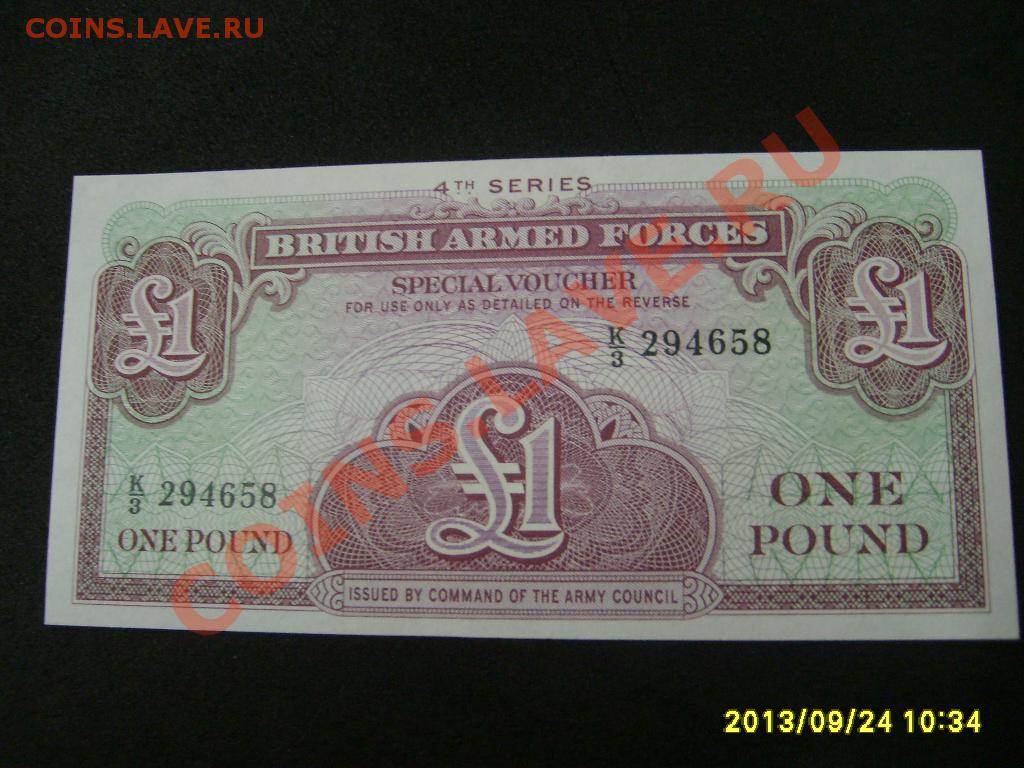 COINS.LAVE.RU
4TH SERIES
BRITISH ARMED FORCES
SPECIAL VOUCHER
FOR USE ONLY AS DETAILED ON THE REVERSE
£1
£1
K/3 294658
£1
K/3 294658
ONE POUND
ONE
POUND
ISSUED BY COMMAND OF THE ARMY COUNCIL
COINS.LAVE.RU
2013/09/24 10:34